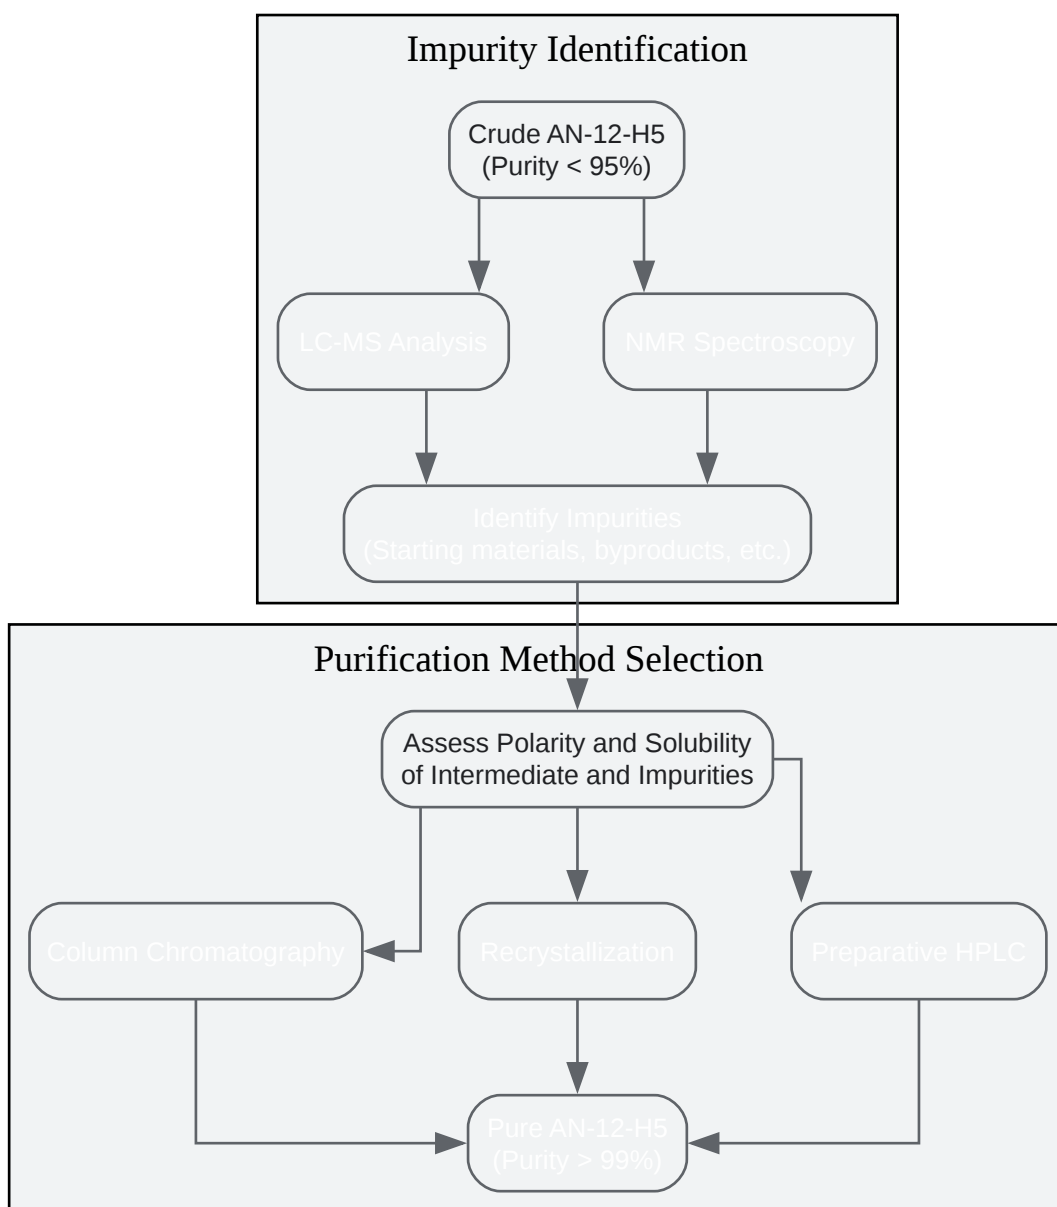 Impurity Identification
Crude AN-12-H5
(Purity < 95%)
LC-MS Analysis
NMR Spectroscopy
Identify Impurities
(Starting materials, byproducts, etc.)
Purification Method Selection
Assess Polarity and Solubility
of Intermediate and Impurities
Column Chromatography
Recrystallization
Preparative HPLC
Pure AN-12-H5
(Purity > 99%)